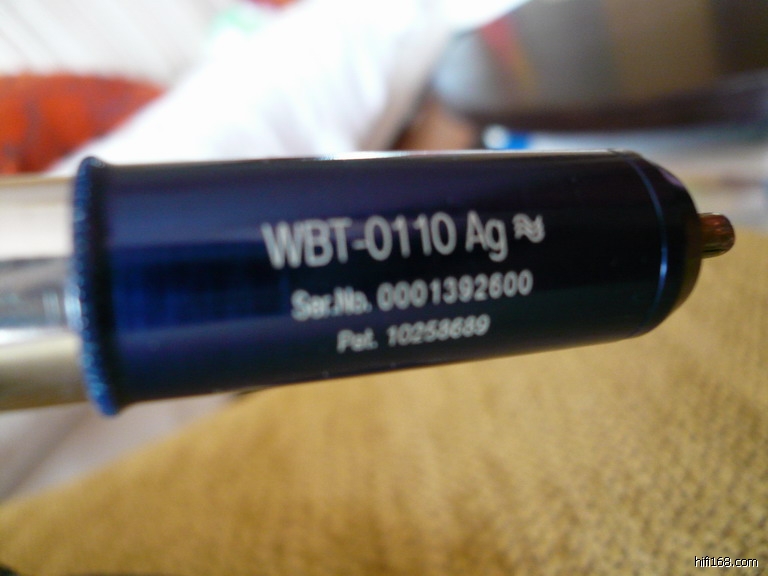 WBT-0110 Ag
Ser.No. 0001392600
Pat. 10258689
hifi168.com